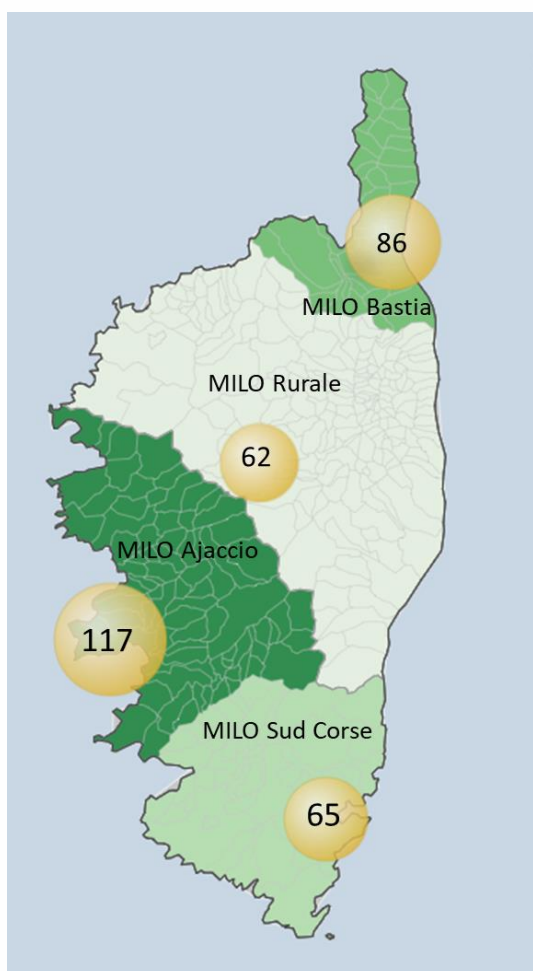 86
MILO Bastia
MILO Rurale
62
MILO Ajaccio
117
MILO Sud Corse
65